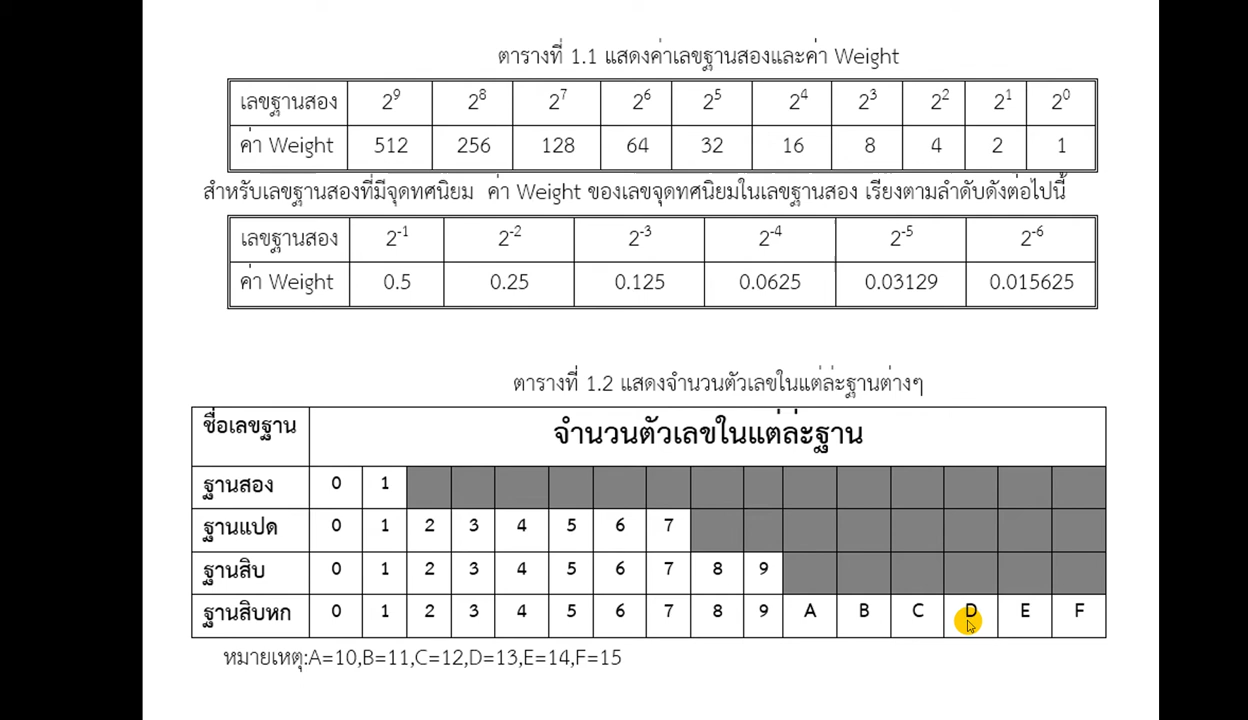 ตารางที่ 1.1 แสดงค่าเลขฐานสองและค่า Weight
เลขฐานสอง 2⁹ 2⁸ 2⁷ 2⁶ 2⁵ 2⁴ 2³ 2² 2¹ 2⁰
ค่า Weight 512 256 128 64 32 16 8 4 2 1
สำหรับเลขฐานสองที่มีจุดทศนิยม ค่า Weight ของเลขจุดทศนิยมในเลขฐานสอง เรียงตามลำดับดังต่อไปนี้
เลขฐานสอง 2⁻¹ 2⁻² 2⁻³ 2⁻⁴ 2⁻⁵ 2⁻⁶
ค่า Weight 0.5 0.25 0.125 0.0625 0.03129 0.015625
ตารางที่ 1.2 แสดงจำนวนตัวเลขในแต่ล่ะฐานต่างๆ
ชื่อเลขฐาน จำนวนตัวเลขในแต่ล่ะฐาน
ฐานสอง 0 1
ฐานแปด 0 1 2 3 4 5 6 7
ฐานสิบ 0 1 2 3 4 5 6 7 8 9
ฐานสิบหก 0 1 2 3 4 5 6 7 8 9 A B C D E F
หมายเหตุ:A=10,B=11,C=12,D=13,E=14,F=15